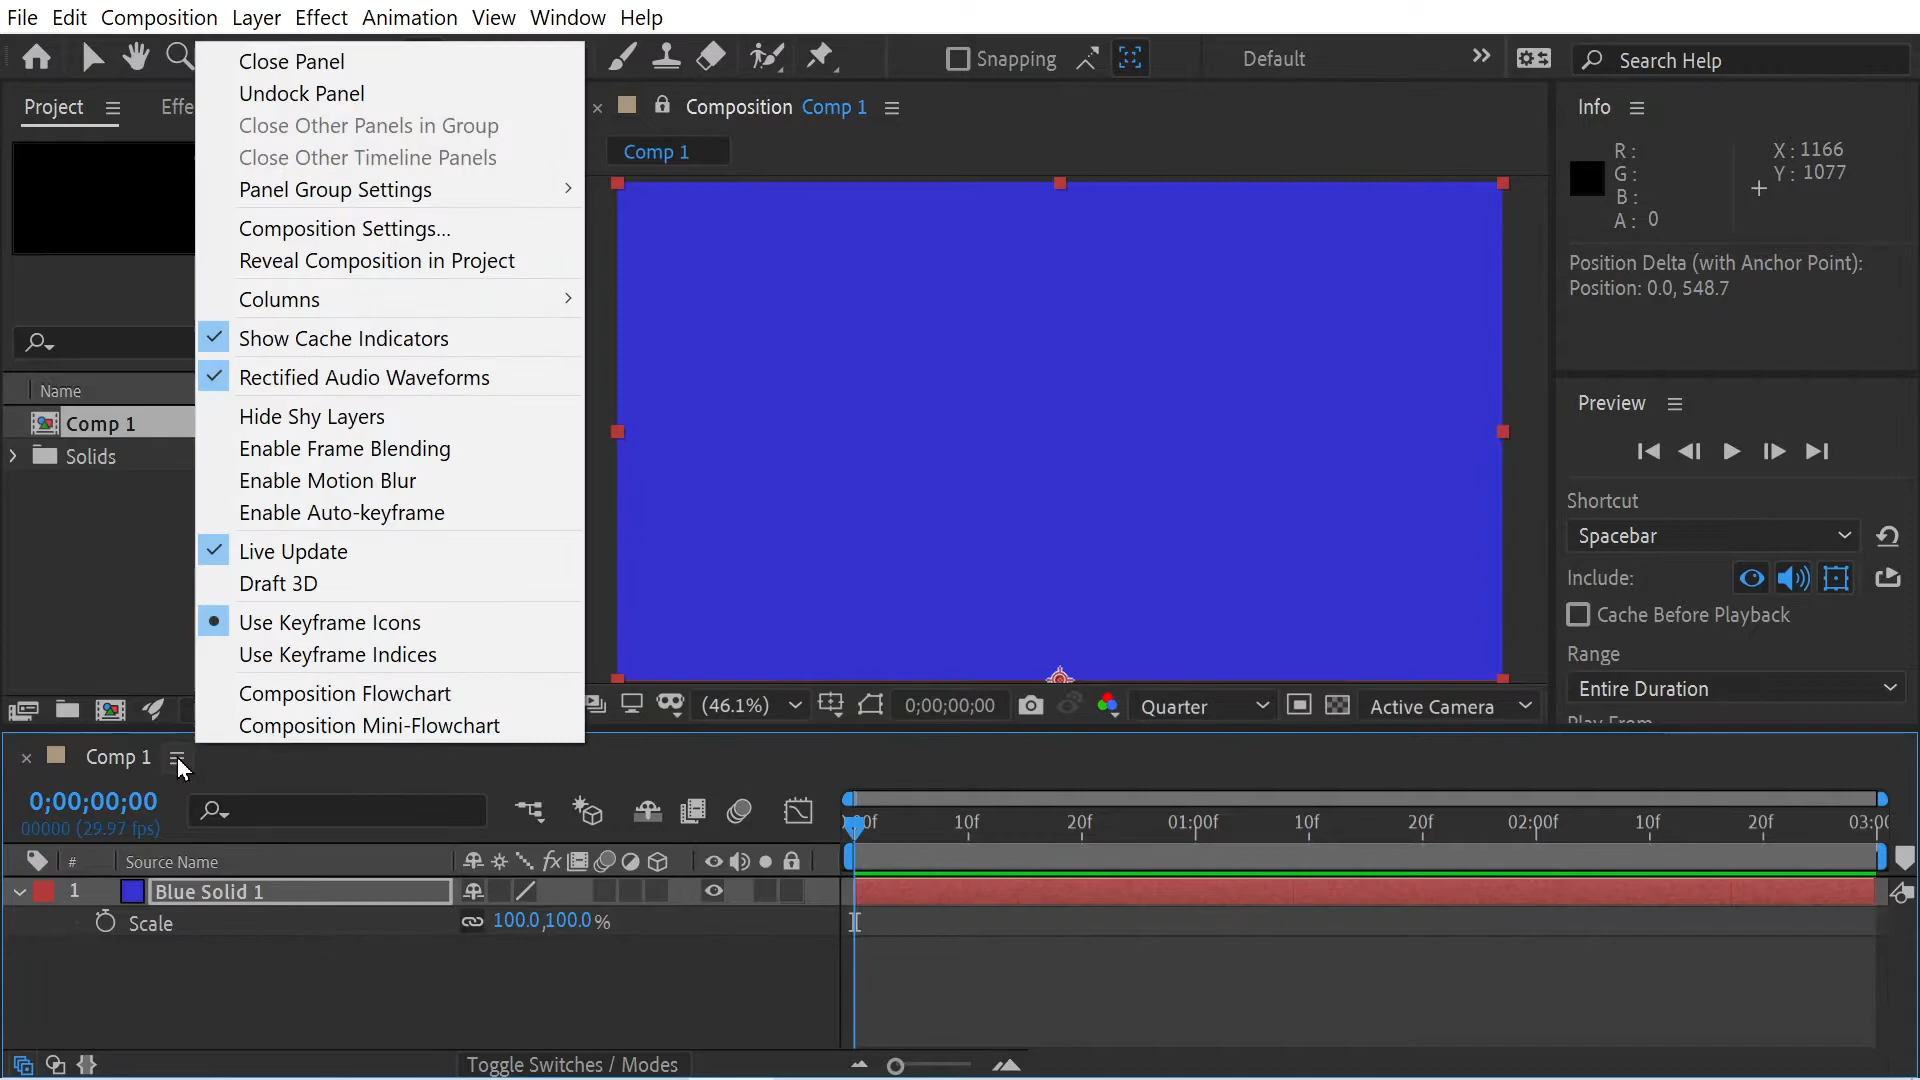 File Edit Composition Layer Effect Animation View Window Help
Snapping
Default
Search Help
Project
Effe
Close Panel
Undock Panel
Close Other Panels in Group
Close Other Timeline Panels
Panel Group Settings
Composition Settings...
Reveal Composition in Project
Columns
Show Cache Indicators
Rectified Audio Waveforms
Hide Shy Layers
Enable Frame Blending
Enable Motion Blur
Enable Auto-keyframe
Live Update
Draft 3D
Use Keyframe Icons
Use Keyframe Indices
Composition Flowchart
Composition Mini-Flowchart
Name
Comp 1
Solids
Composition Comp 1
Comp 1
(46.1%)
0;00;00;00
Quarter
Active Camera
Info
R :
G :
B :
A : 0
X : 1166
Y : 1077
Position Delta (with Anchor Point):
Position: 0.0, 548.7
Preview
Shortcut
Spacebar
Include:
Cache Before Playback
Range
Entire Duration
Play From
Comp 1
0;00;00;00
00000 (29.97 fps)
# Source Name
fx
1 Blue Solid 1
Scale
100.0,100.0 %
10f 20f 01:00f 10f 20f 02:00f 10f 20f
Toggle Switches / Modes